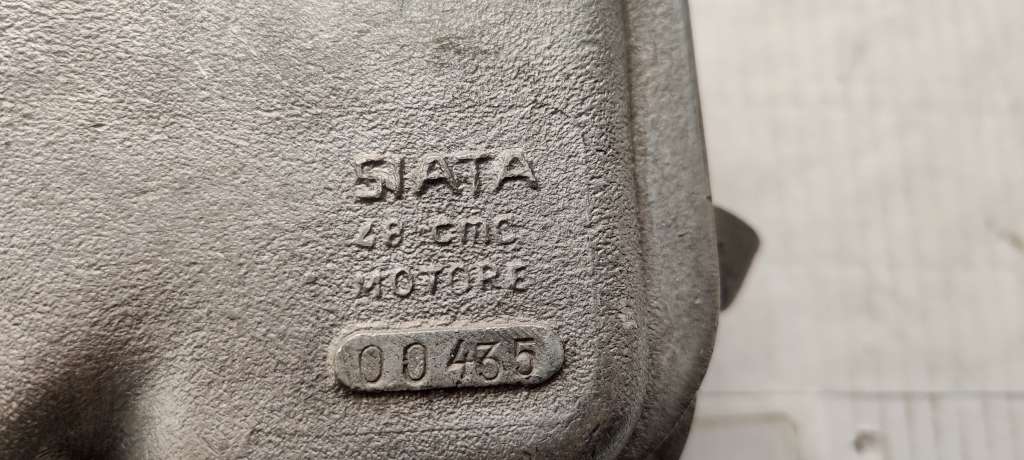 SIATA
48 cmc
MOTORE
00435